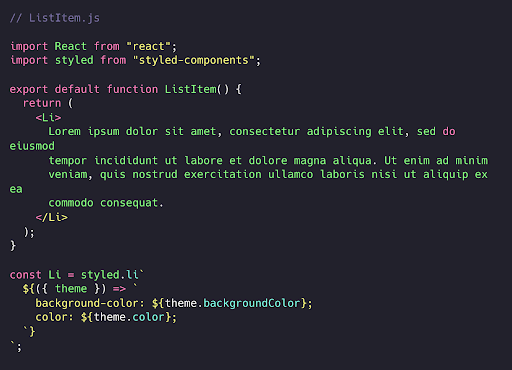 // ListItem.js

import React from "react";
import styled from "styled-components";

export default function ListItem() {
  return (
    <Li>
      Lorem ipsum dolor sit amet, consectetur adipiscing elit, sed do
eiusmod
      tempor incididunt ut labore et dolore magna aliqua. Ut enim ad minim
      veniam, quis nostrud exercitation ullamco laboris nisi ut aliquip ex
ea
      commodo consequat.
    </Li>
  );
}

const Li = styled.li`
  ${({ theme }) => `
    background-color: ${theme.backgroundColor};
    color: ${theme.color};
  `}
`;